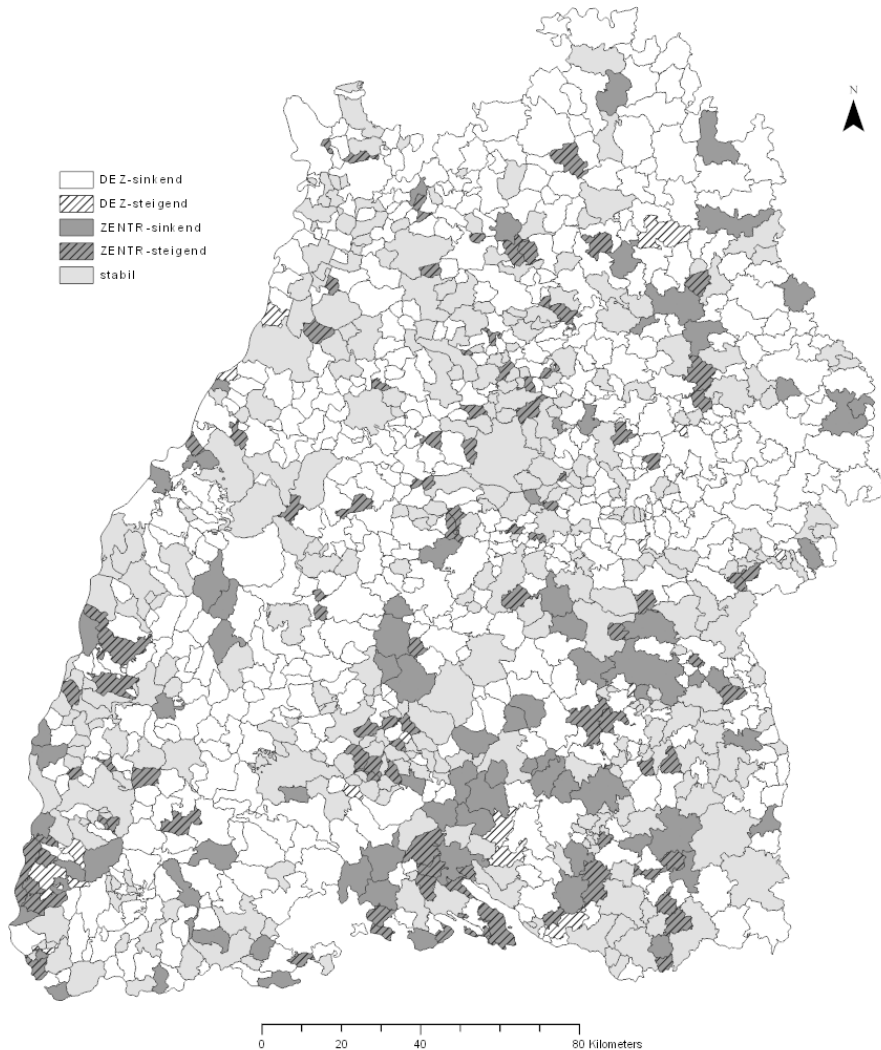 N
DEZ-sinkend
DEZ-steigend
ZENTR-sinkend
ZENTR-steigend
stabil
0 20 40 80 Kilometers